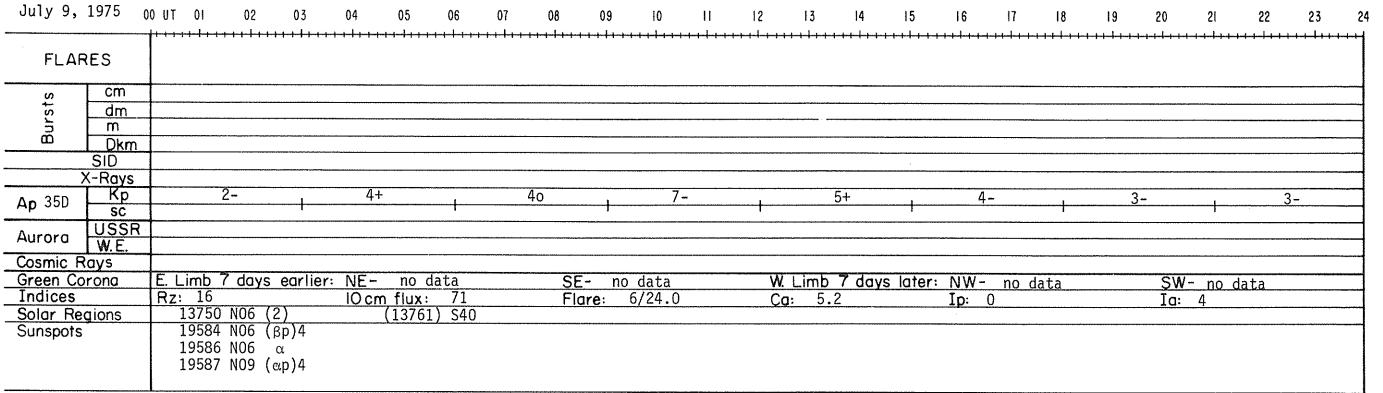 July 9, 1975 00 UT 01 02 03 04 05 06 07 08 09 10 11 12 13 14 15 16 17 18 19 20 21 22 23 24
FLARES
Bursts
cm
dm
m
Dkm
SID
X-Rays
Ap 35D Kp 2- 4+ 4o 7- 5+ 4- 3- 3-
sc
Aurora USSR
W.E.
Cosmic Rays
Green Corona E. Limb 7 days earlier: NE- no data SE- no data W. Limb 7 days later: NW- no data SW- no data
Indices Rz: 16 10cm flux: 71 Flare: 6/24.0 Ca: 5.2 Ip: 0 Ia: 4
Solar Regions 13750 N06 (2) (13761) S40
Sunspots 19584 N06 (βp)4
19586 N06 α
19587 N09 (αp)4